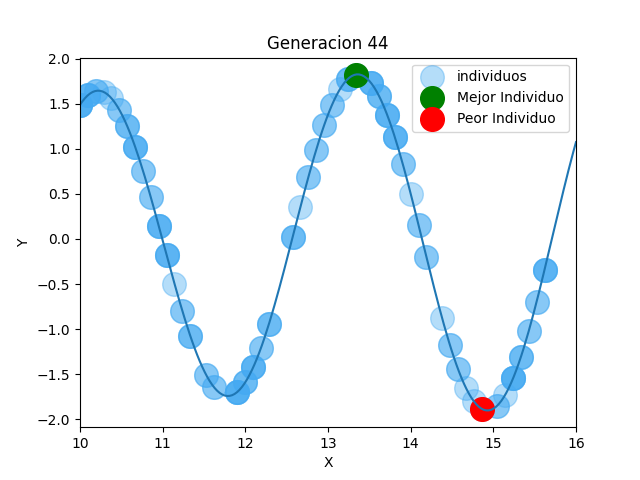 Generacion 44
individuos
Mejor Individuo
Peor Individuo
Y
2.0
1.5
1.0
0.5
0.0
−0.5
−1.0
−1.5
−2.0
10 11 12 13 14 15 16
X